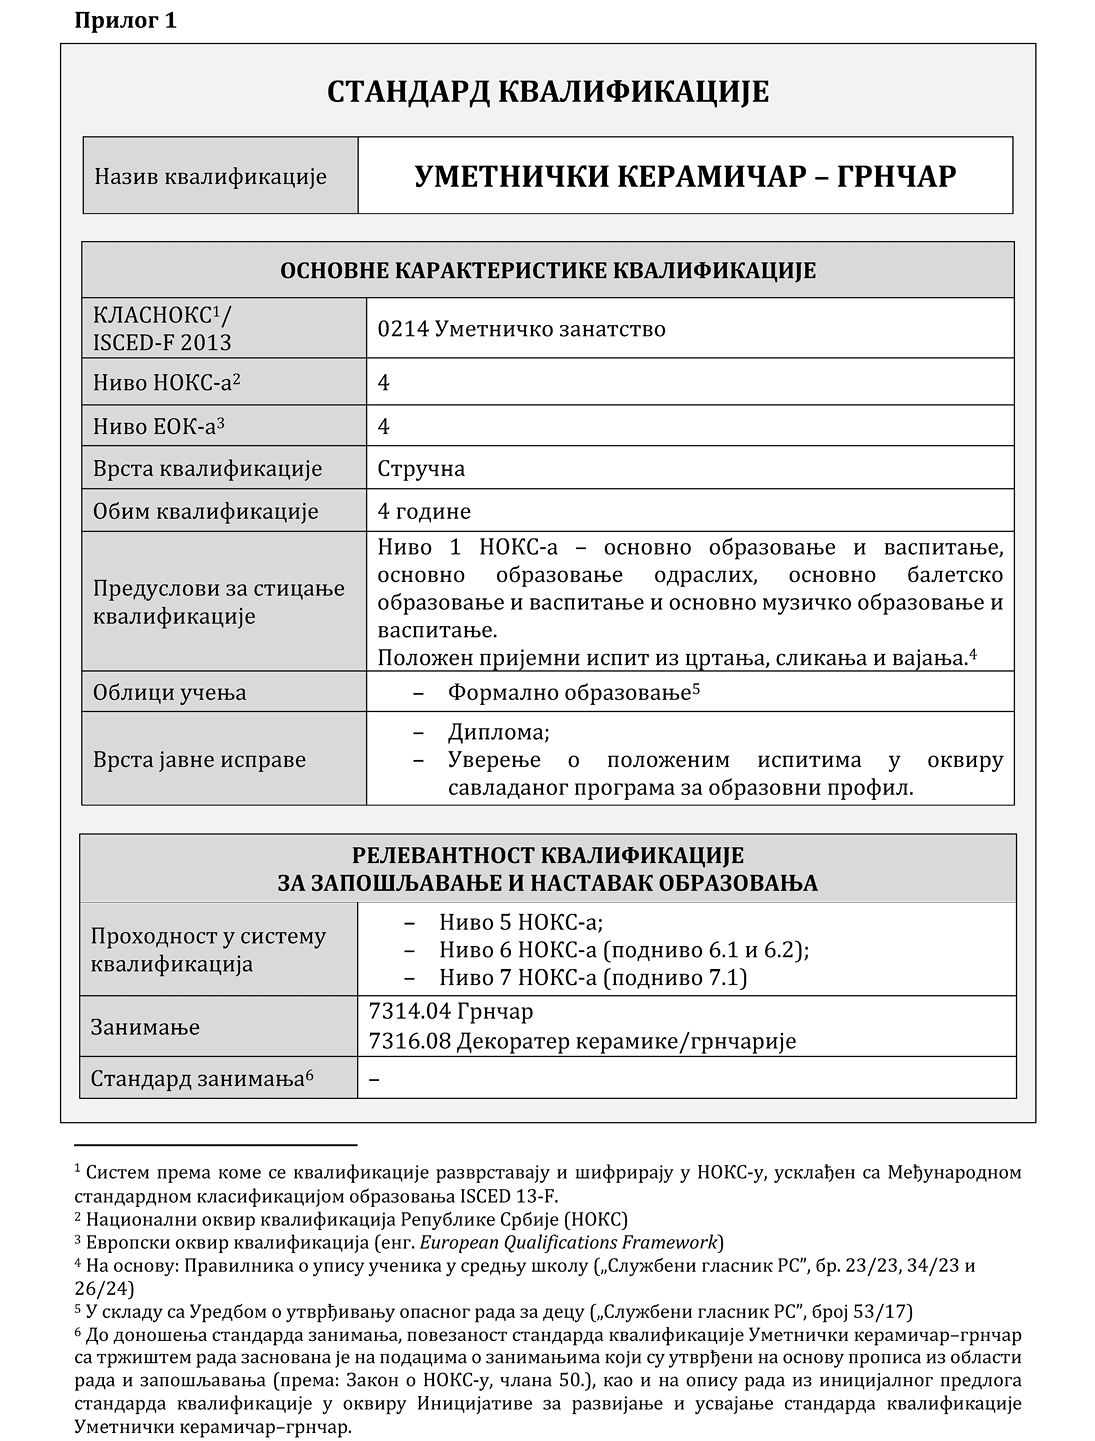 Прилог 1
СТАНДАРД КВАЛИФИКАЦИЈЕ
Назив квалификације
УМЕТНИЧКИ КЕРАМИЧАР – ГРНЧАР
ОСНОВНЕ КАРАКТЕРИСТИКЕ КВАЛИФИКАЦИЈЕ
КЛАСНОКС¹/
ISCED-F 2013
0214 Уметничко занатство
Ниво НОКС-а²
4
Ниво ЕОК-а³
4
Врста квалификације
Стручна
Обим квалификације
4 године
Предуслови за стицање
квалификације
Ниво 1 НОКС-а – основно образовање и васпитање,
основно образовање одраслих, основно балетско
образовање и васпитање и основно музичко образовање и
васпитање.
Положен пријемни испит из цртања, сликања и вајања.⁴
Облици учења
– Формално образовање⁵
Врста јавне исправе
– Диплома;
– Уверење о положеним испитима у оквиру
савладаног програма за образовни профил.
РЕЛЕВАНТНОСТ КВАЛИФИКАЦИЈЕ
ЗА ЗАПОШЉАВАЊЕ И НАСТАВАК ОБРАЗОВАЊА
Проходност у систему
квалификација
– Ниво 5 НОКС-а;
– Ниво 6 НОКС-а (подниво 6.1 и 6.2);
– Ниво 7 НОКС-а (подниво 7.1)
Занимање
7314.04 Грнчар
7316.08 Декоратер керамике/грнчарије
Стандард занимања⁶
–
¹ Систем према коме се квалификације разврставају и шифрирају у НОКС-у, усклађен са Међународном
стандардном класификацијом образовања ISCED 13-F.
² Национални оквир квалификација Републике Србије (НОКС)
³ Европски оквир квалификација (енг. European Qualifications Framework)
⁴ На основу: Правилника о упису ученика у средњу школу („Службени гласник РС”, бр. 23/23, 34/23 и
26/24)
⁵ У складу са Уредбом о утврђивању опасног рада за децу („Службени гласник РС”, број 53/17)
⁶ До доношења стандарда занимања, повезаност стандарда квалификације Уметнички керамичар–грнчар
са тржиштем рада заснована је на подацима о занимањима који су утврђени на основу прописа из области
рада и запошљавања (према: Закон о НОКС-у, члана 50.), као и на опису рада из иницијалног предлога
стандарда квалификације у оквиру Иницијативе за развијање и усвајање стандарда квалификације
Уметнички керамичар–грнчар.